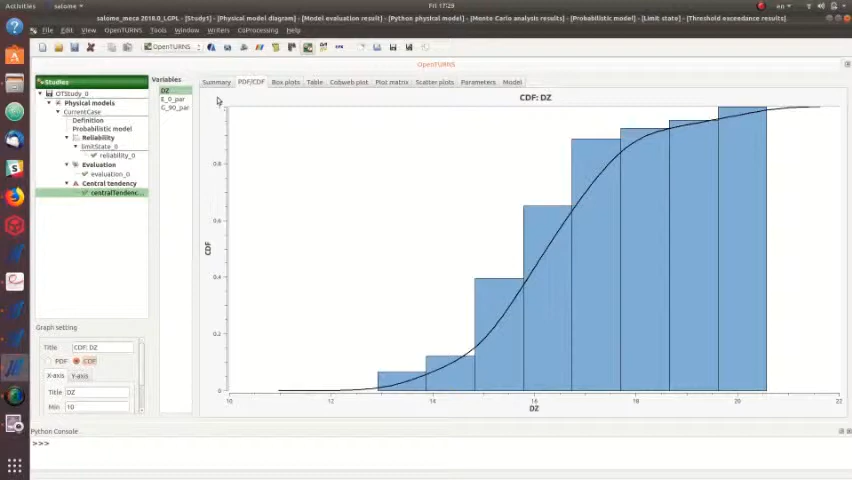 Activities salome Fri 17:29 en
salome_meca 2018.0_LGPL - [Study1] - [Physical model diagram] - [Model evaluation result] - [Python physical model] - [Monte Carlo analysis results] - [Probabilistic model] - [Limit state] - [Threshold exceedance results]
File Edit View OpenTURNS Tools Window Writers CoProcessing Help
OpenTURNS
OpenTURNS
Studies
OTStudy_0
Physical models
CurrentCase
Definition
Probabilistic model
Reliability
limitState_0
reliability_0
Evaluation
evaluation_0
Central tendency
centralTendenc...
Variables
DZ
E_0_par
G_90_par
Summary PDF/CDF Box plots Table Cobweb plot Plot matrix Scatter plots Parameters Model
CDF: DZ
CDF
0.8
0.6
0.4
0.2
0
10 12 14 16 18 20 22
DZ
Graph setting
Title CDF: DZ
PDF CDF
X-axis Y-axis
Title DZ
Min 10
Python Console
>>>